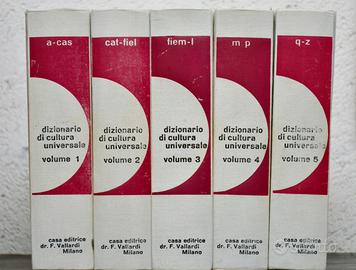 a-cas
dizionario
di cultura
universale
volume 1
casa editrice
dr. F. Vallardi
Milano
cat-fiel
dizionario
di cultura
universale
volume 2
casa editrice
dr. F. Vallardi
Milano
fiem-l
dizionario
di cultura
universale
volume 3
casa editrice
dr. F. Vallardi
Milano
m p
dizionario
di cultura
universale
volume 4
casa editrice
dr. F. Vallardi
Milano
q-z
dizionario
di cultura
universale
volume 5
casa editrice
dr. F. Vallardi
Milano